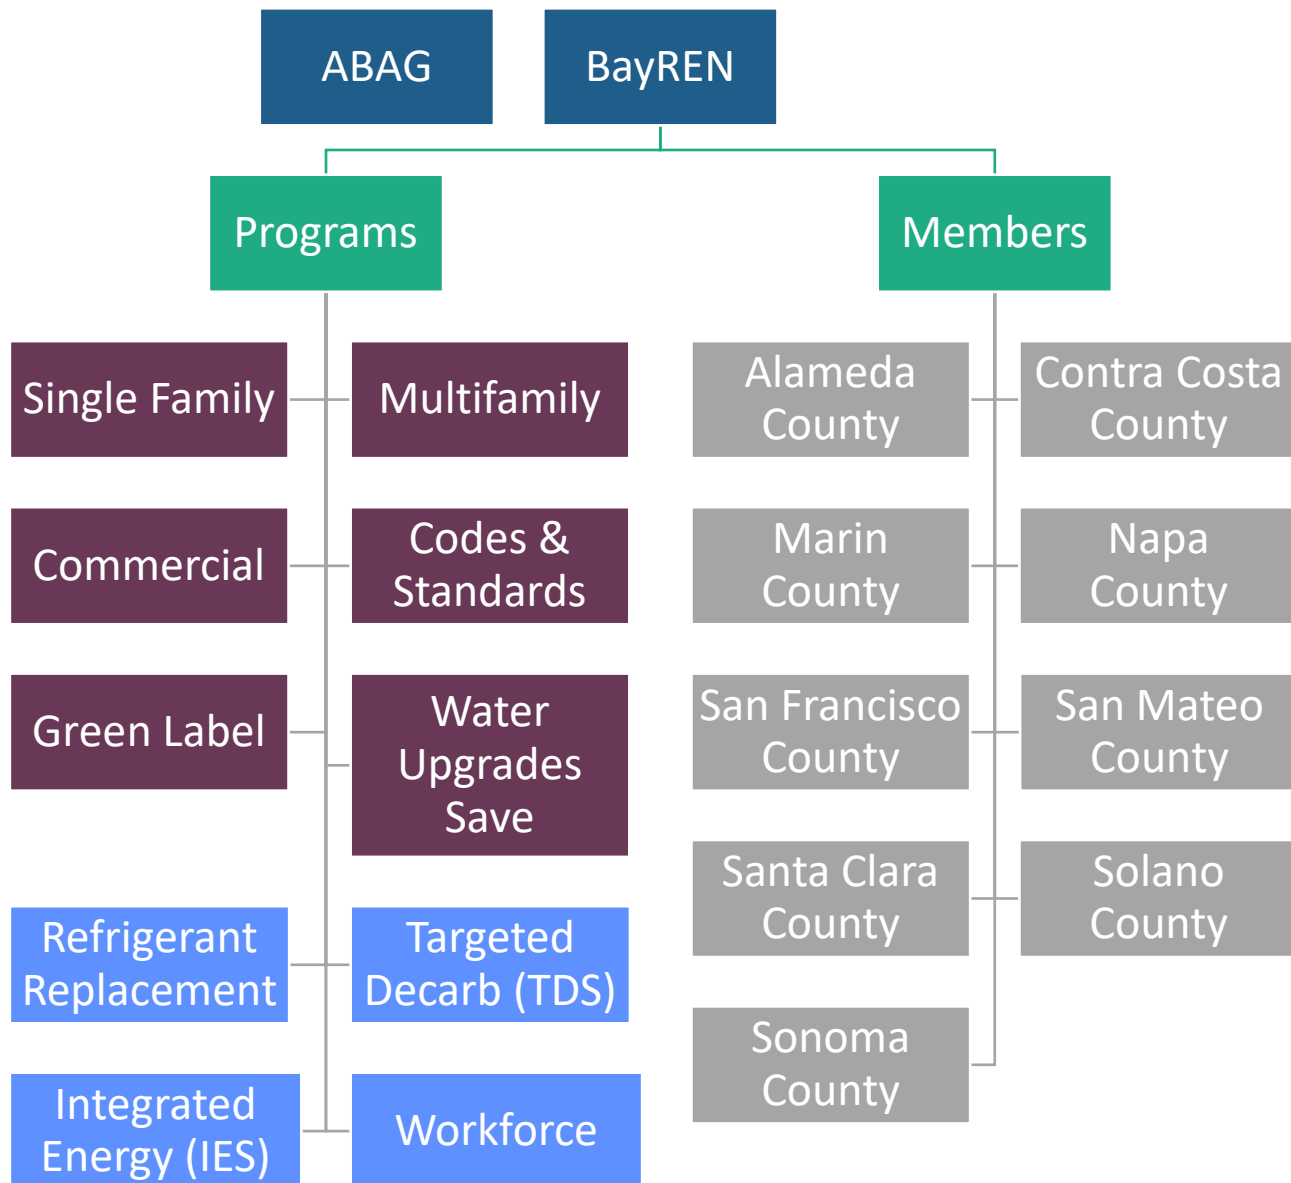 ABAG
BayREN
Programs
Members
Single Family
Multifamily
Commercial
Codes &
Standards
Green Label
Water
Upgrades
Save
Refrigerant
Replacement
Targeted
Decarb (TDS)
Integrated
Energy (IES)
Workforce
Alameda
County
Contra Costa
County
Marin
County
Napa
County
San Francisco
County
San Mateo
County
Santa Clara
County
Solano
County
Sonoma
County